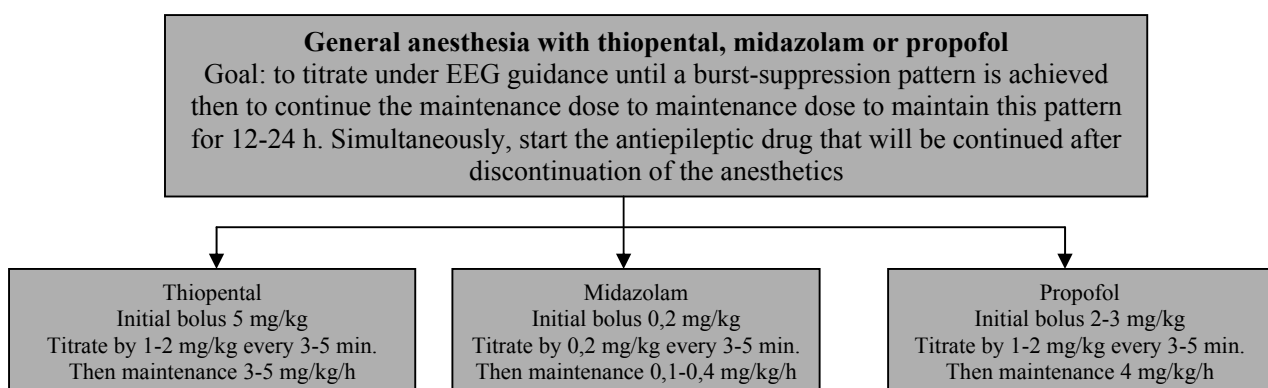 General anesthesia with thiopental, midazolam or propofol
Goal: to titrate under EEG guidance until a burst-suppression pattern is achieved
then to continue the maintenance dose to maintenance dose to maintain this pattern
for 12-24 h. Simultaneously, start the antiepileptic drug that will be continued after
discontinuation of the anesthetics
Thiopental
Initial bolus 5 mg/kg
Titrate by 1-2 mg/kg every 3-5 min.
Then maintenance 3-5 mg/kg/h
Midazolam
Initial bolus 0,2 mg/kg
Titrate by 0,2 mg/kg every 3-5 min.
Then maintenance 0,1-0,4 mg/kg/h
Propofol
Initial bolus 2-3 mg/kg
Titrate by 1-2 mg/kg every 3-5 min.
Then maintenance 4 mg/kg/h